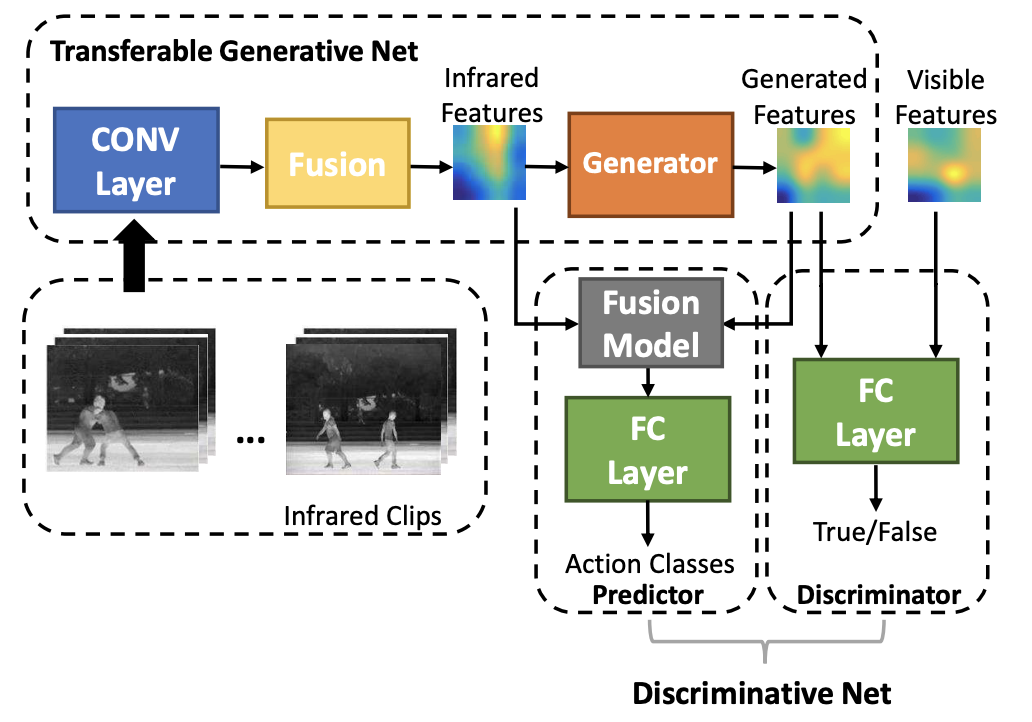 Transferable Generative Net
CONV
Layer
Fusion
Infrared
Features
Generator
Generated
Features
Visible
Features
Infrared Clips
...
Fusion
Model
FC
Layer
Action Classes
Predictor
FC
Layer
True/False
Discriminator
Discriminative Net